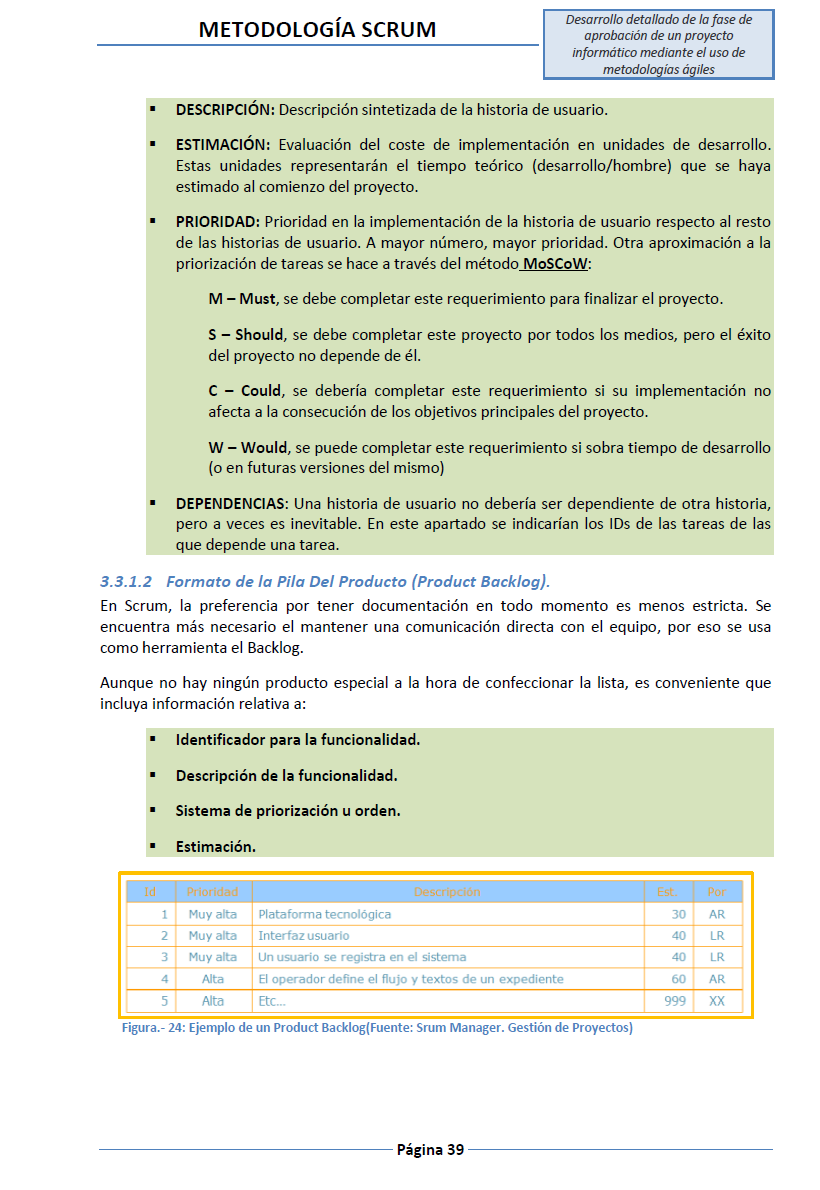 METODOLOGÍA SCRUM
Desarrollo detallado de la fase de
aprobación de un proyecto
informático mediante el uso de
metodologías ágiles
▪ DESCRIPCIÓN: Descripción sintetizada de la historia de usuario.
▪ ESTIMACIÓN: Evaluación del coste de implementación en unidades de desarrollo.
Estas unidades representarán el tiempo teórico (desarrollo/hombre) que se haya
estimado al comienzo del proyecto.
▪ PRIORIDAD: Prioridad en la implementación de la historia de usuario respecto al resto
de las historias de usuario. A mayor número, mayor prioridad. Otra aproximación a la
priorización de tareas se hace a través del método MoSCoW:
M – Must, se debe completar este requerimiento para finalizar el proyecto.
S – Should, se debe completar este proyecto por todos los medios, pero el éxito
del proyecto no depende de él.
C – Could, se debería completar este requerimiento si su implementación no
afecta a la consecución de los objetivos principales del proyecto.
W – Would, se puede completar este requerimiento si sobra tiempo de desarrollo
(o en futuras versiones del mismo)
▪ DEPENDENCIAS: Una historia de usuario no debería ser dependiente de otra historia,
pero a veces es inevitable. En este apartado se indicarían los IDs de las tareas de las
que depende una tarea.
3.3.1.2 Formato de la Pila Del Producto (Product Backlog).
En Scrum, la preferencia por tener documentación en todo momento es menos estricta. Se
encuentra más necesario el mantener una comunicación directa con el equipo, por eso se usa
como herramienta el Backlog.
Aunque no hay ningún producto especial a la hora de confeccionar la lista, es conveniente que
incluya información relativa a:
▪ Identificador para la funcionalidad.
▪ Descripción de la funcionalidad.
▪ Sistema de priorización u orden.
▪ Estimación.
Id Prioridad Descripción Est. Por
1 Muy alta Plataforma tecnológica 30 AR
2 Muy alta Interfaz usuario 40 LR
3 Muy alta Un usuario se registra en el sistema 40 LR
4 Alta El operador define el flujo y textos de un expediente 60 AR
5 Alta Etc... 999 XX
Figura.- 24: Ejemplo de un Product Backlog(Fuente: Srum Manager. Gestión de Proyectos)
Página 39